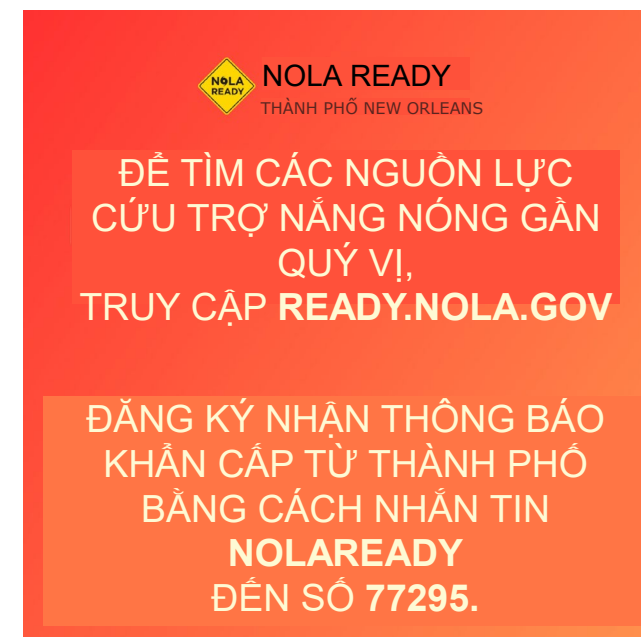 NOLA
READY
NOLA READY
THÀNH PHỐ NEW ORLEANS
ĐỂ TÌM CÁC NGUỒN LỰC
CỨU TRỢ NẮNG NÓNG GẦN
QUÝ VỊ,
TRUY CẬP READY.NOLA.GOV
ĐĂNG KÝ NHẬN THÔNG BÁO
KHẨN CẤP TỪ THÀNH PHỐ
BẰNG CÁCH NHẮN TIN
NOLAREADY
ĐẾN SỐ 77295.